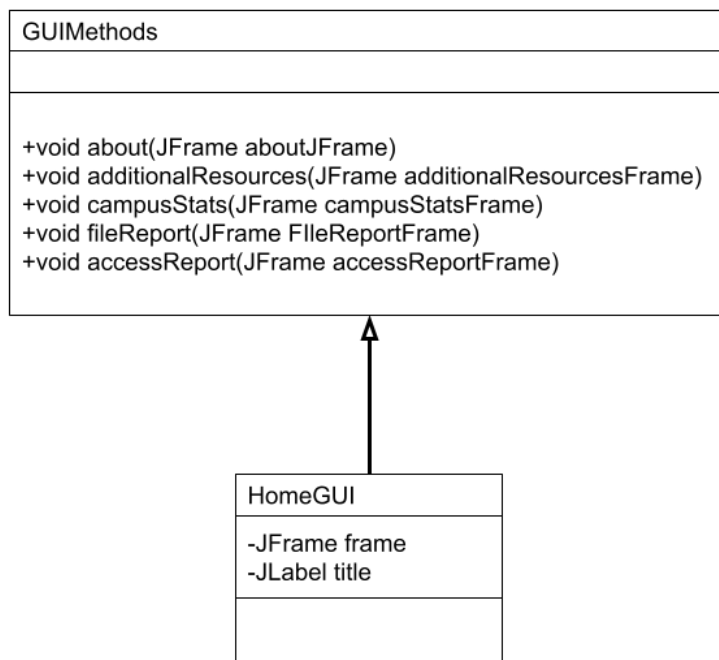 GUIMethods
+void about(JFrame aboutJFrame)
+void additionalResources(JFrame additionalResourcesFrame)
+void campusStats(JFrame campusStatsFrame)
+void fileReport(JFrame FIleReportFrame)
+void accessReport(JFrame accessReportFrame)
HomeGUI
-JFrame frame
-JLabel title